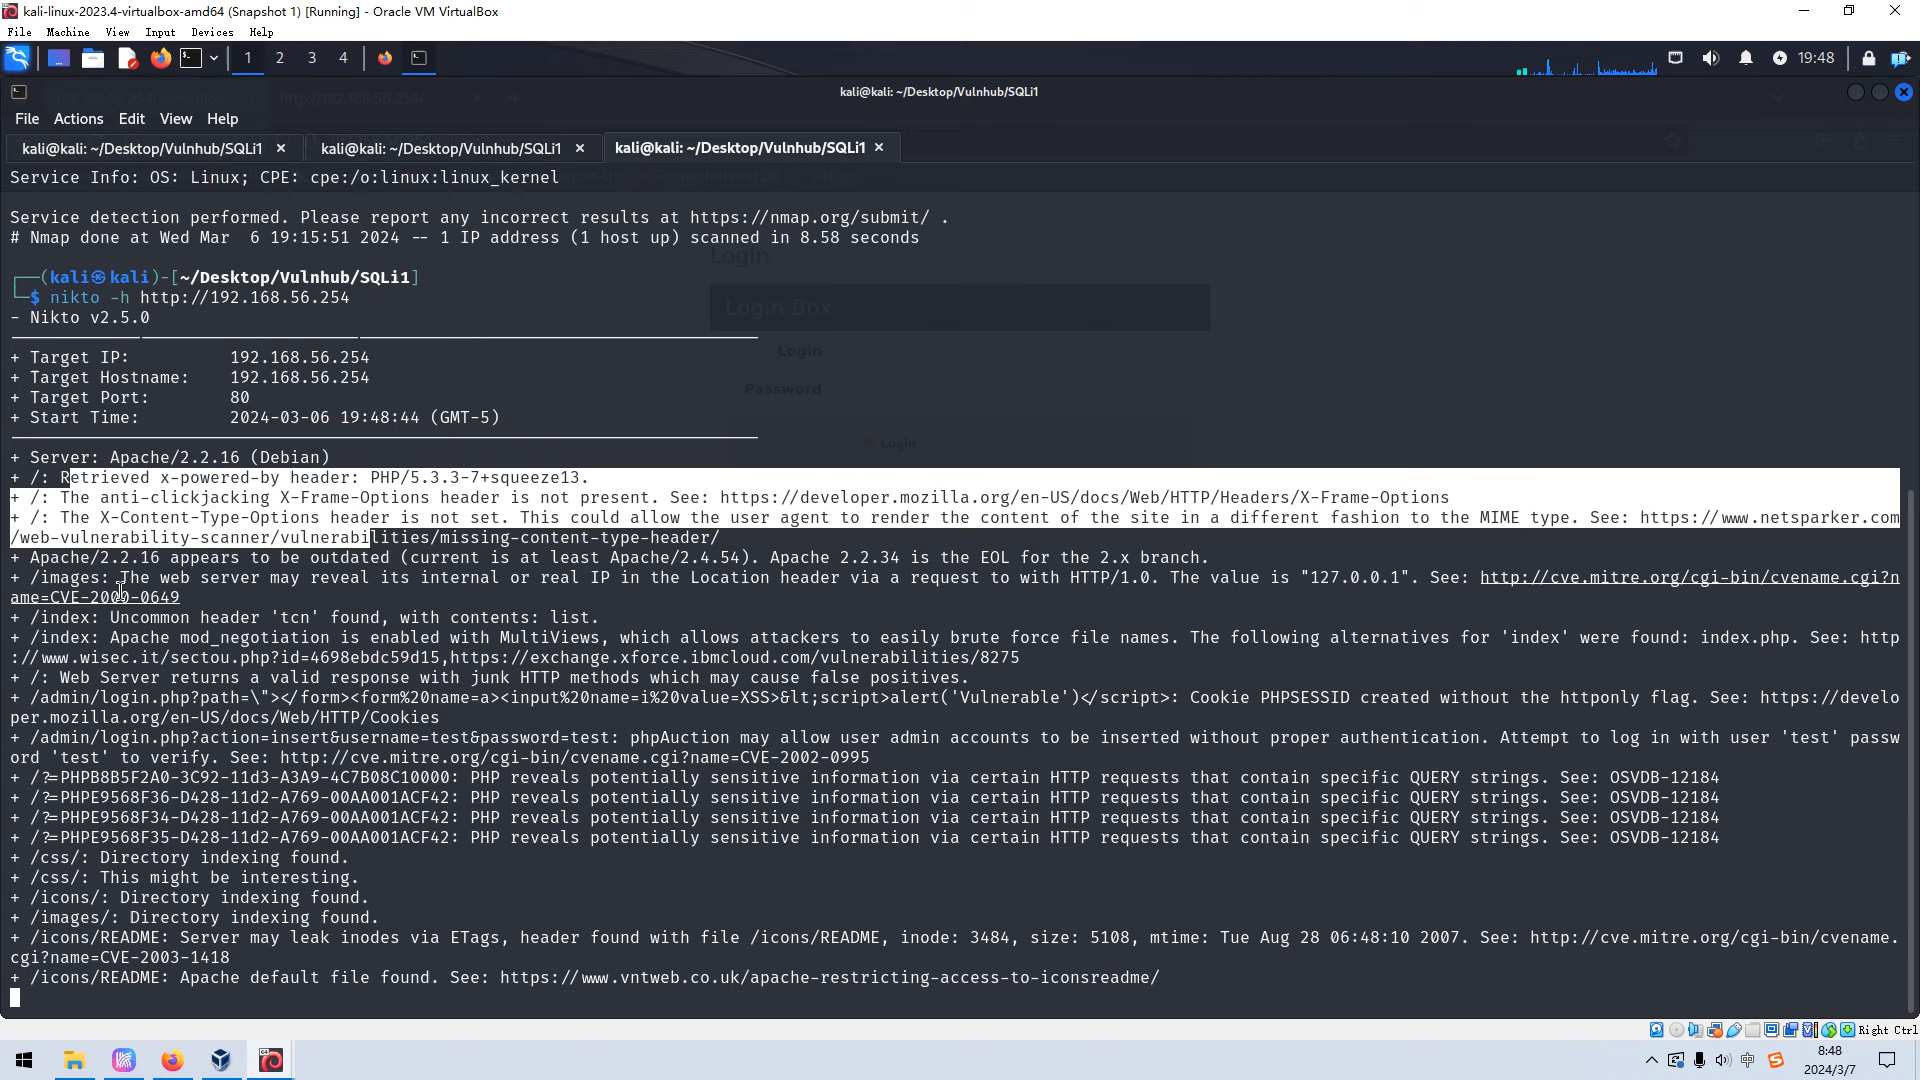 kali-linux-2023.4-virtualbox-amd64 (Snapshot 1) [Running] - Oracle VM VirtualBox
File Machine View Input Devices Help
1 2 3 4 19:48
kali@kali: ~/Desktop/Vulnhub/SQLi1
http://192.168.56.254/
File Actions Edit View Help
kali@kali: ~/Desktop/Vulnhub/SQLi1 × kali@kali: ~/Desktop/Vulnhub/SQLi1 × kali@kali: ~/Desktop/Vulnhub/SQLi1 ×
Service Info: OS: Linux; CPE: cpe:/o:linux:linux_kernel
Service detection performed. Please report any incorrect results at https://nmap.org/submit/ .
# Nmap done at Wed Mar  6 19:15:51 2024 -- 1 IP address (1 host up) scanned in 8.58 seconds
Login
┌──(kali㉿kali)-[~/Desktop/Vulnhub/SQLi1]
└─$ nikto -h http://192.168.56.254
Login Box
- Nikto v2.5.0
+ Target IP:          192.168.56.254
Login
+ Target Hostname:    192.168.56.254
Password
+ Target Port:        80
+ Start Time:         2024-03-06 19:48:44 (GMT-5)
Login
+ Server: Apache/2.2.16 (Debian)
+ /: Retrieved x-powered-by header: PHP/5.3.3-7+squeeze13.
+ /: The anti-clickjacking X-Frame-Options header is not present. See: https://developer.mozilla.org/en-US/docs/Web/HTTP/Headers/X-Frame-Options
+ /: The X-Content-Type-Options header is not set. This could allow the user agent to render the content of the site in a different fashion to the MIME type. See: https://www.netsparker.com
/web-vulnerability-scanner/vulnerabilities/missing-content-type-header/
+ Apache/2.2.16 appears to be outdated (current is at least Apache/2.4.54). Apache 2.2.34 is the EOL for the 2.x branch.
+ /images: The web server may reveal its internal or real IP in the Location header via a request to with HTTP/1.0. The value is "127.0.0.1". See: http://cve.mitre.org/cgi-bin/cvename.cgi?n
ame=CVE-2000-0649
+ /index: Uncommon header 'tcn' found, with contents: list.
+ /index: Apache mod_negotiation is enabled with MultiViews, which allows attackers to easily brute force file names. The following alternatives for 'index' were found: index.php. See: http
://www.wisec.it/sectou.php?id=4698ebdc59d15,https://exchange.xforce.ibmcloud.com/vulnerabilities/8275
+ /: Web Server returns a valid response with junk HTTP methods which may cause false positives.
+ /admin/login.php?path=\"></form><form%20name=a><input%20name=i%20value=XSS>&lt;script>alert('Vulnerable')</script>: Cookie PHPSESSID created without the httponly flag. See: https://develo
per.mozilla.org/en-US/docs/Web/HTTP/Cookies
+ /admin/login.php?action=insert&username=test&password=test: phpAuction may allow user admin accounts to be inserted without proper authentication. Attempt to log in with user 'test' passw
ord 'test' to verify. See: http://cve.mitre.org/cgi-bin/cvename.cgi?name=CVE-2002-0995
+ /?=PHPB8B5F2A0-3C92-11d3-A3A9-4C7B08C10000: PHP reveals potentially sensitive information via certain HTTP requests that contain specific QUERY strings. See: OSVDB-12184
+ /?=PHPE9568F36-D428-11d2-A769-00AA001ACF42: PHP reveals potentially sensitive information via certain HTTP requests that contain specific QUERY strings. See: OSVDB-12184
+ /?=PHPE9568F34-D428-11d2-A769-00AA001ACF42: PHP reveals potentially sensitive information via certain HTTP requests that contain specific QUERY strings. See: OSVDB-12184
+ /?=PHPE9568F35-D428-11d2-A769-00AA001ACF42: PHP reveals potentially sensitive information via certain HTTP requests that contain specific QUERY strings. See: OSVDB-12184
+ /css/: Directory indexing found.
+ /css/: This might be interesting.
+ /icons/: Directory indexing found.
+ /images/: Directory indexing found.
+ /icons/README: Server may leak inodes via ETags, header found with file /icons/README, inode: 3484, size: 5108, mtime: Tue Aug 28 06:48:10 2007. See: http://cve.mitre.org/cgi-bin/cvename.
cgi?name=CVE-2003-1418
+ /icons/README: Apache default file found. See: https://www.vntweb.co.uk/apache-restricting-access-to-iconsreadme/
Right Ctrl
中 8:48
2024/3/7